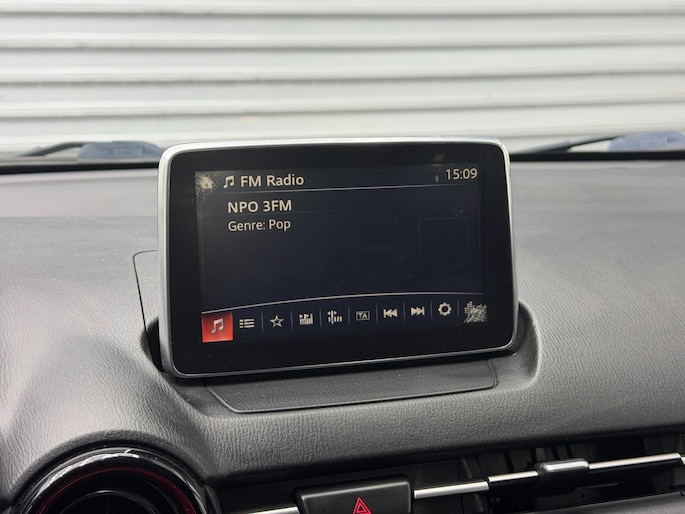 FM Radio
15:09
NPO 3FM
Genre: Pop
TA